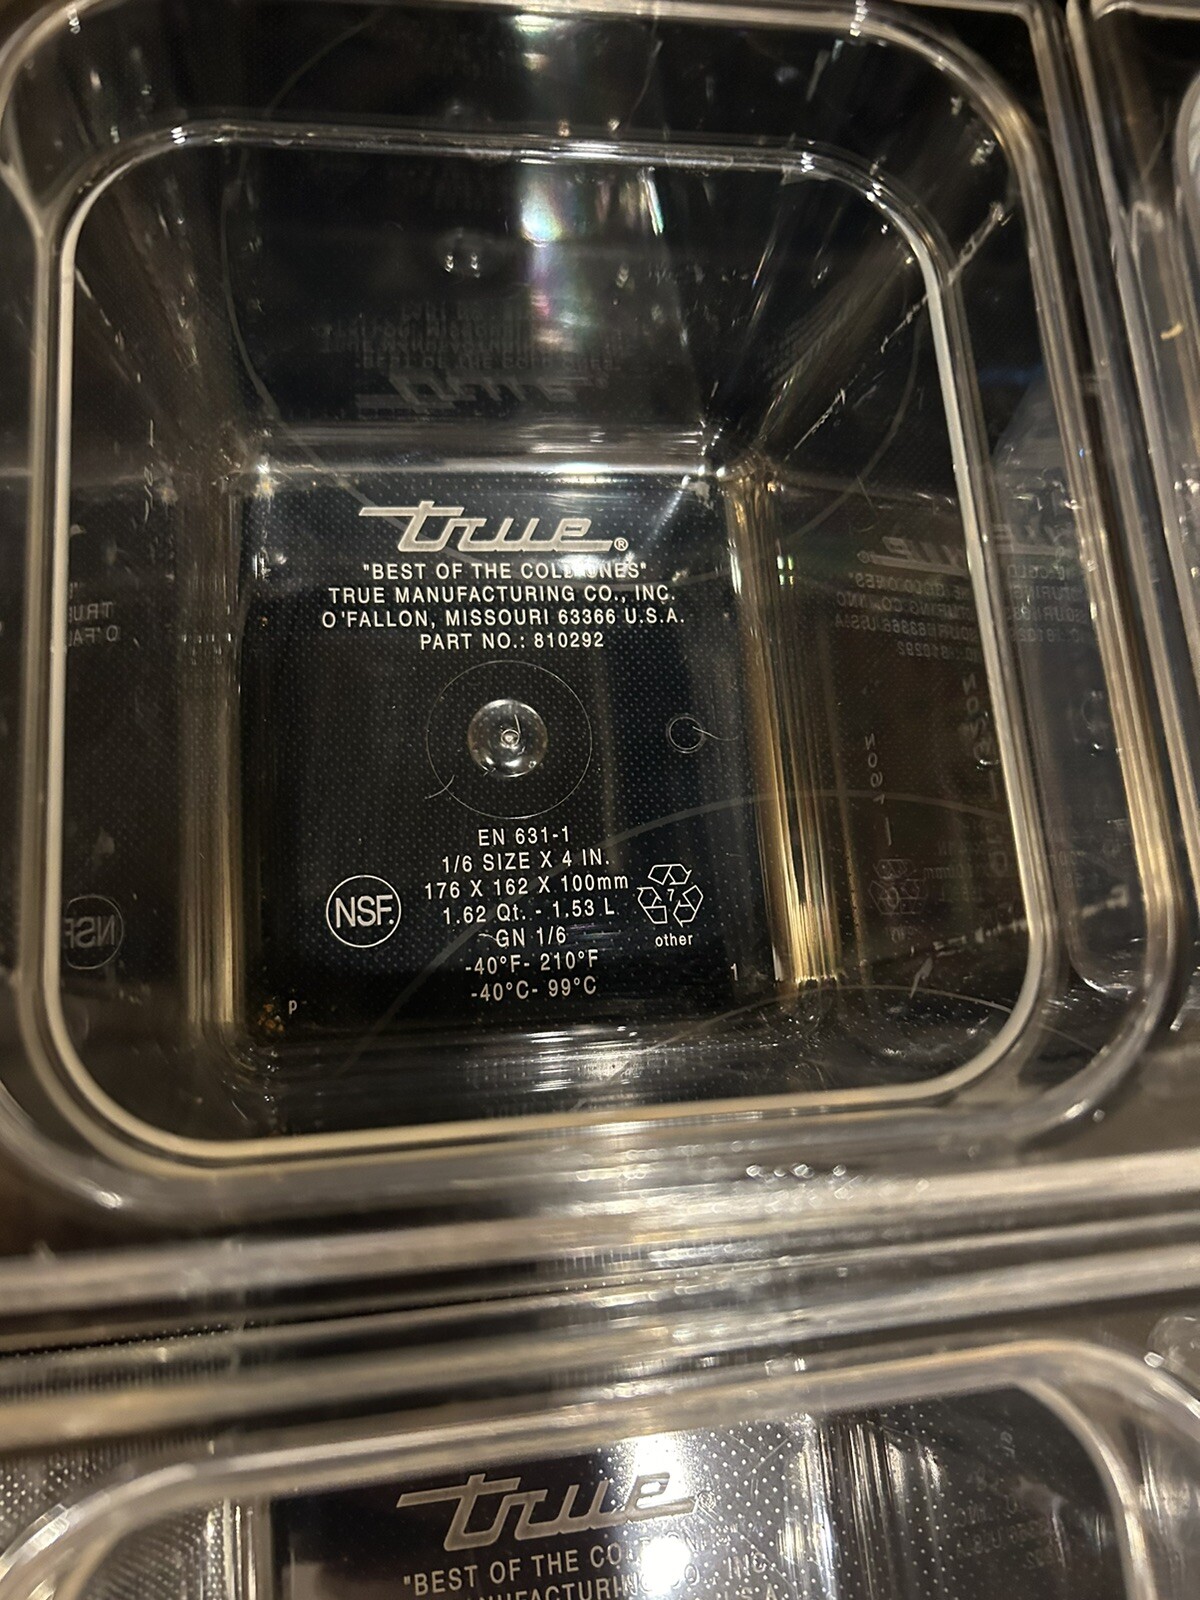 true®
"BEST OF THE COLD ONES"
TRUE MANUFACTURING CO., INC.
O'FALLON, MISSOURI 63366 U.S.A.
PART NO.: 810292
EN 631-1
1/6 SIZE X 4 IN.
176 X 162 X 100mm
1.62 Qt. - 1.53 L
GN 1/6
-40°F- 210°F
-40°C- 99°C
NSF.
7
other
p
1
true®
"BEST OF THE